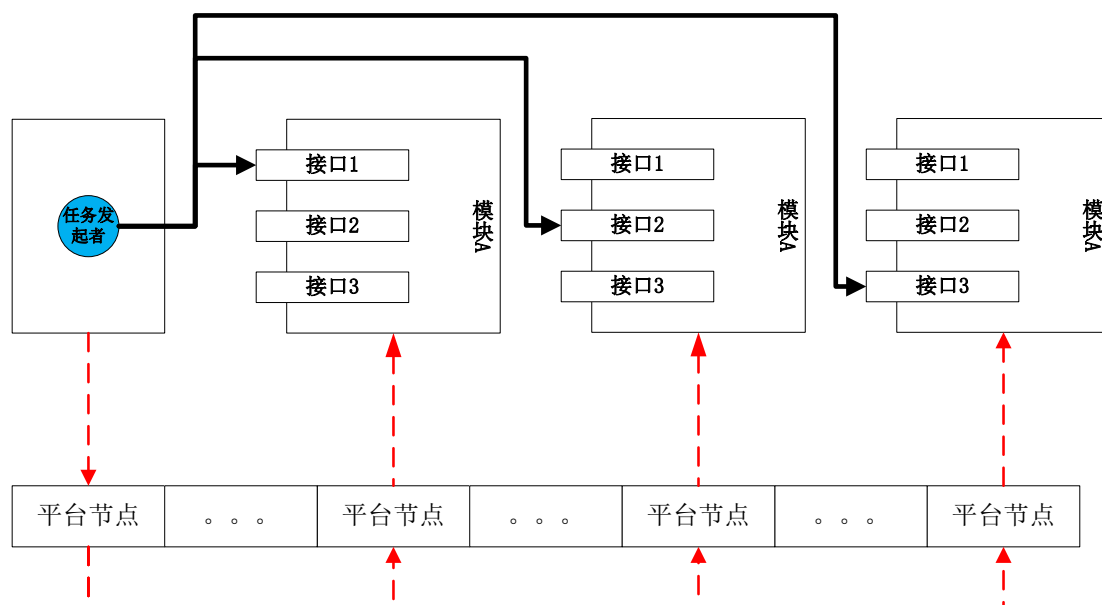 任务发
起者
接口1
接口2
接口3
模块A
接口1
接口2
接口3
模块A
接口1
接口2
接口3
模块A
平台节点
。。。
平台节点
。。。
平台节点
。。。
平台节点